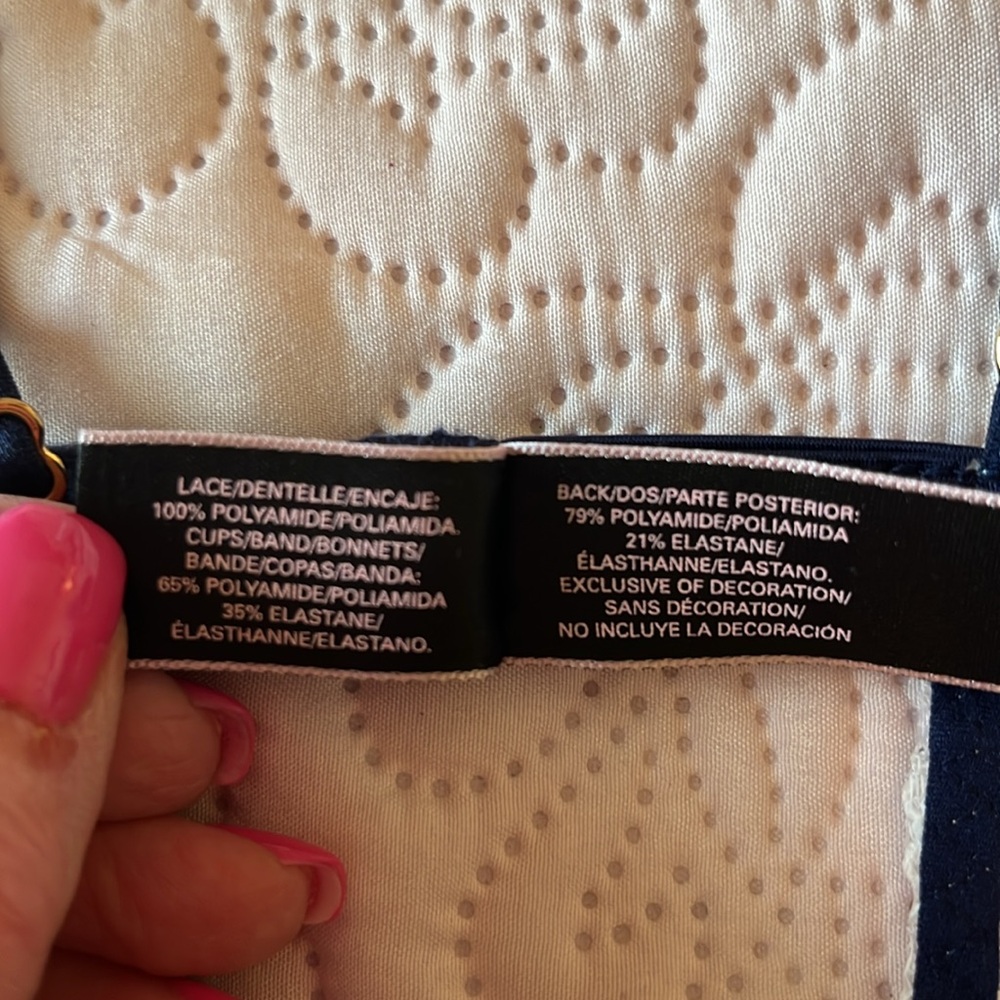 LACE/DENTELLE/ENCAJE:
100% POLYAMIDE/POLIAMIDA.
CUPS/BAND/BONNETS/
BANDE/COPAS/BANDA:
65% POLYAMIDE/POLIAMIDA
35% ELASTANE/
ÉLASTHANNE/ELASTANO.
BACK/DOS/PARTE POSTERIOR:
79% POLYAMIDE/POLIAMIDA
21% ELASTANE/
ÉLASTHANNE/ELASTANO.
EXCLUSIVE OF DECORATION/
SANS DÉCORATION/
NO INCLUYE LA DECORACIÓN